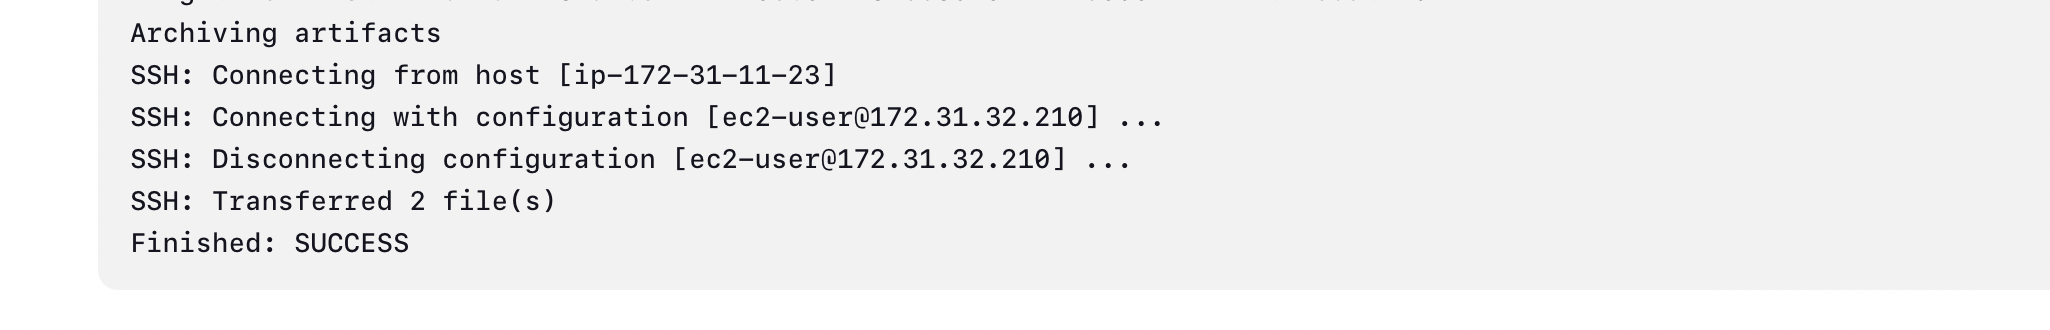 Archiving artifacts
SSH: Connecting from host [ip-172-31-11-23]
SSH: Connecting with configuration [ec2-user@172.31.32.210] ...
SSH: Disconnecting configuration [ec2-user@172.31.32.210] ...
SSH: Transferred 2 file(s)
Finished: SUCCESS